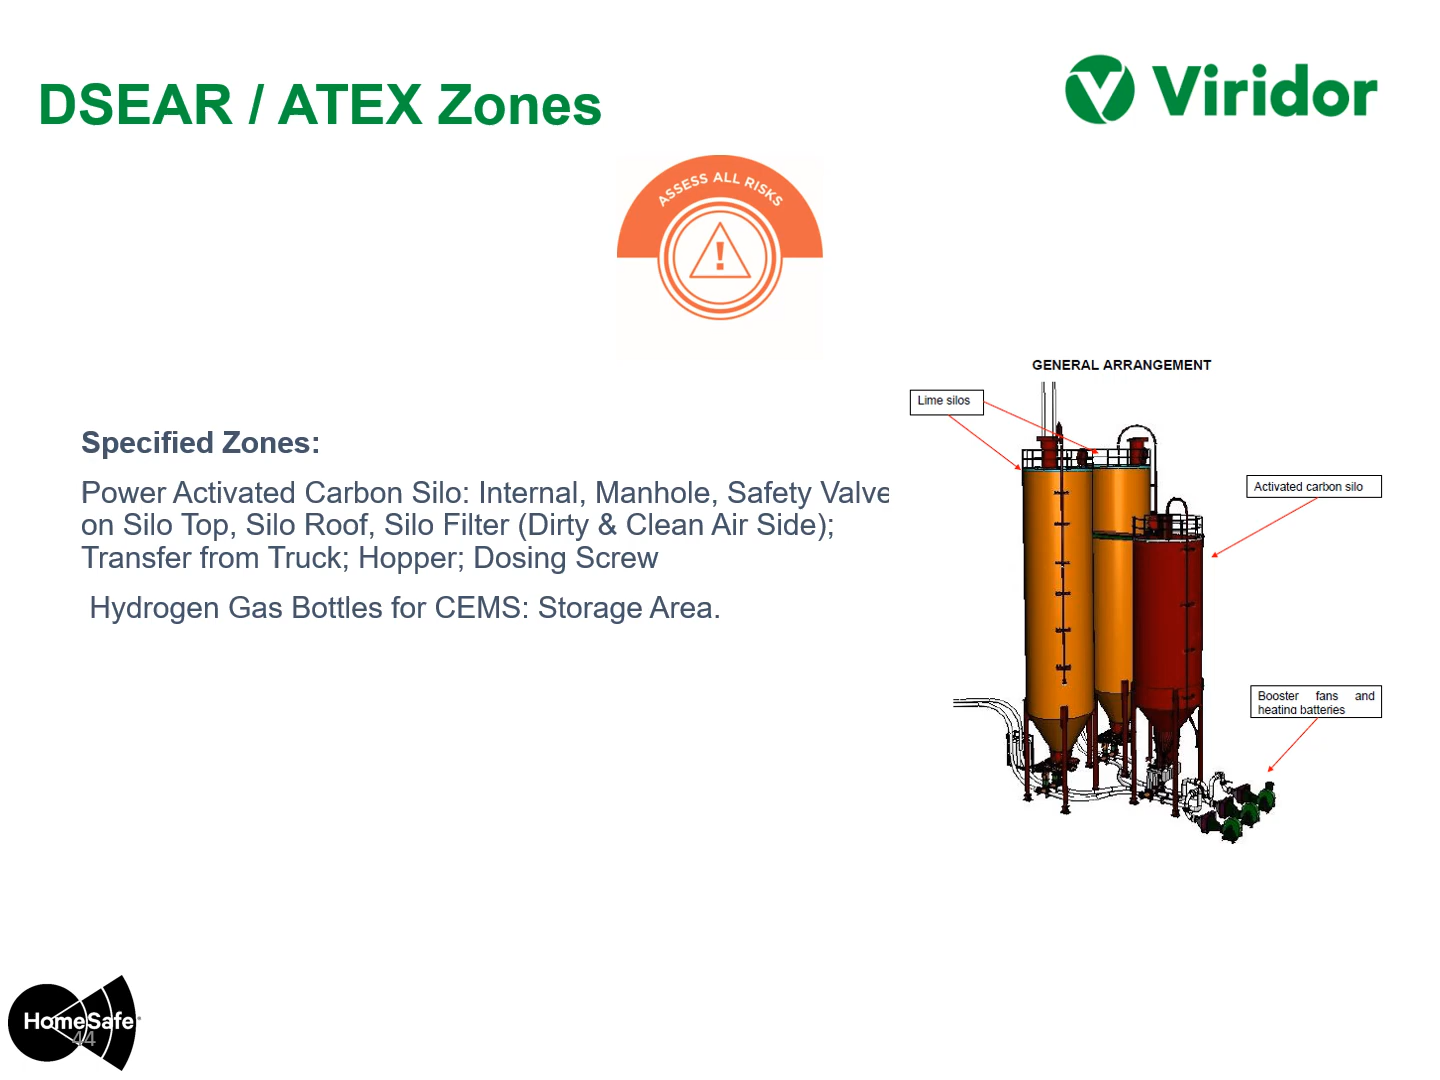 DSEAR / ATEX Zones
Viridor
ASSESS ALL RISKS
!
GENERAL ARRANGEMENT
Lime silos
Specified Zones:
Activated carbon silo
Power Activated Carbon Silo: Internal, Manhole, Safety Valve
on Silo Top, Silo Roof, Silo Filter (Dirty & Clean Air Side);
Transfer from Truck; Hopper; Dosing Screw
Hydrogen Gas Bottles for CEMS: Storage Area.
Booster fans and
heating batteries
HomeSafe
44